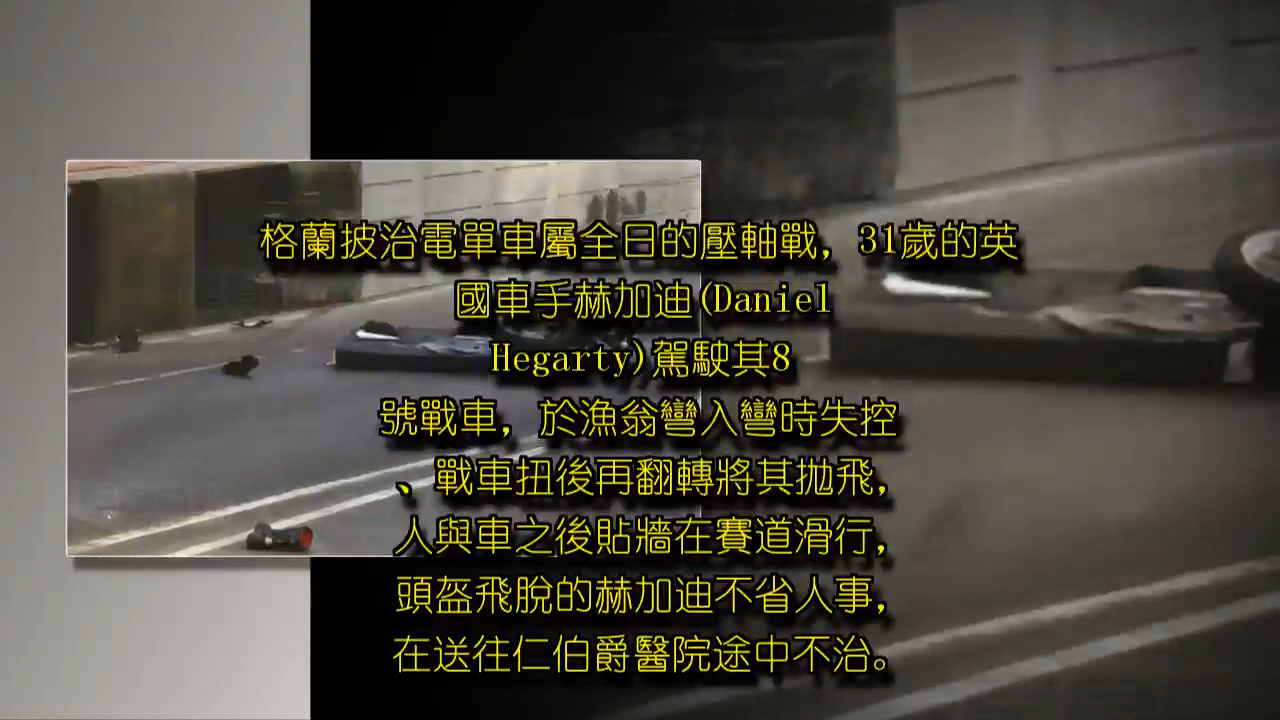 格蘭披治電單車屬全日的壓軸戰，31歲的英
國車手赫加迪(Daniel
Hegarty)駕駛其8
號戰車，於漁翁彎入彎時失控
、戰車扭後再翻轉將其拋飛，
人與車之後貼牆在賽道滑行，
頭盔飛脫的赫加迪不省人事，
在送往仁伯爵醫院途中不治。